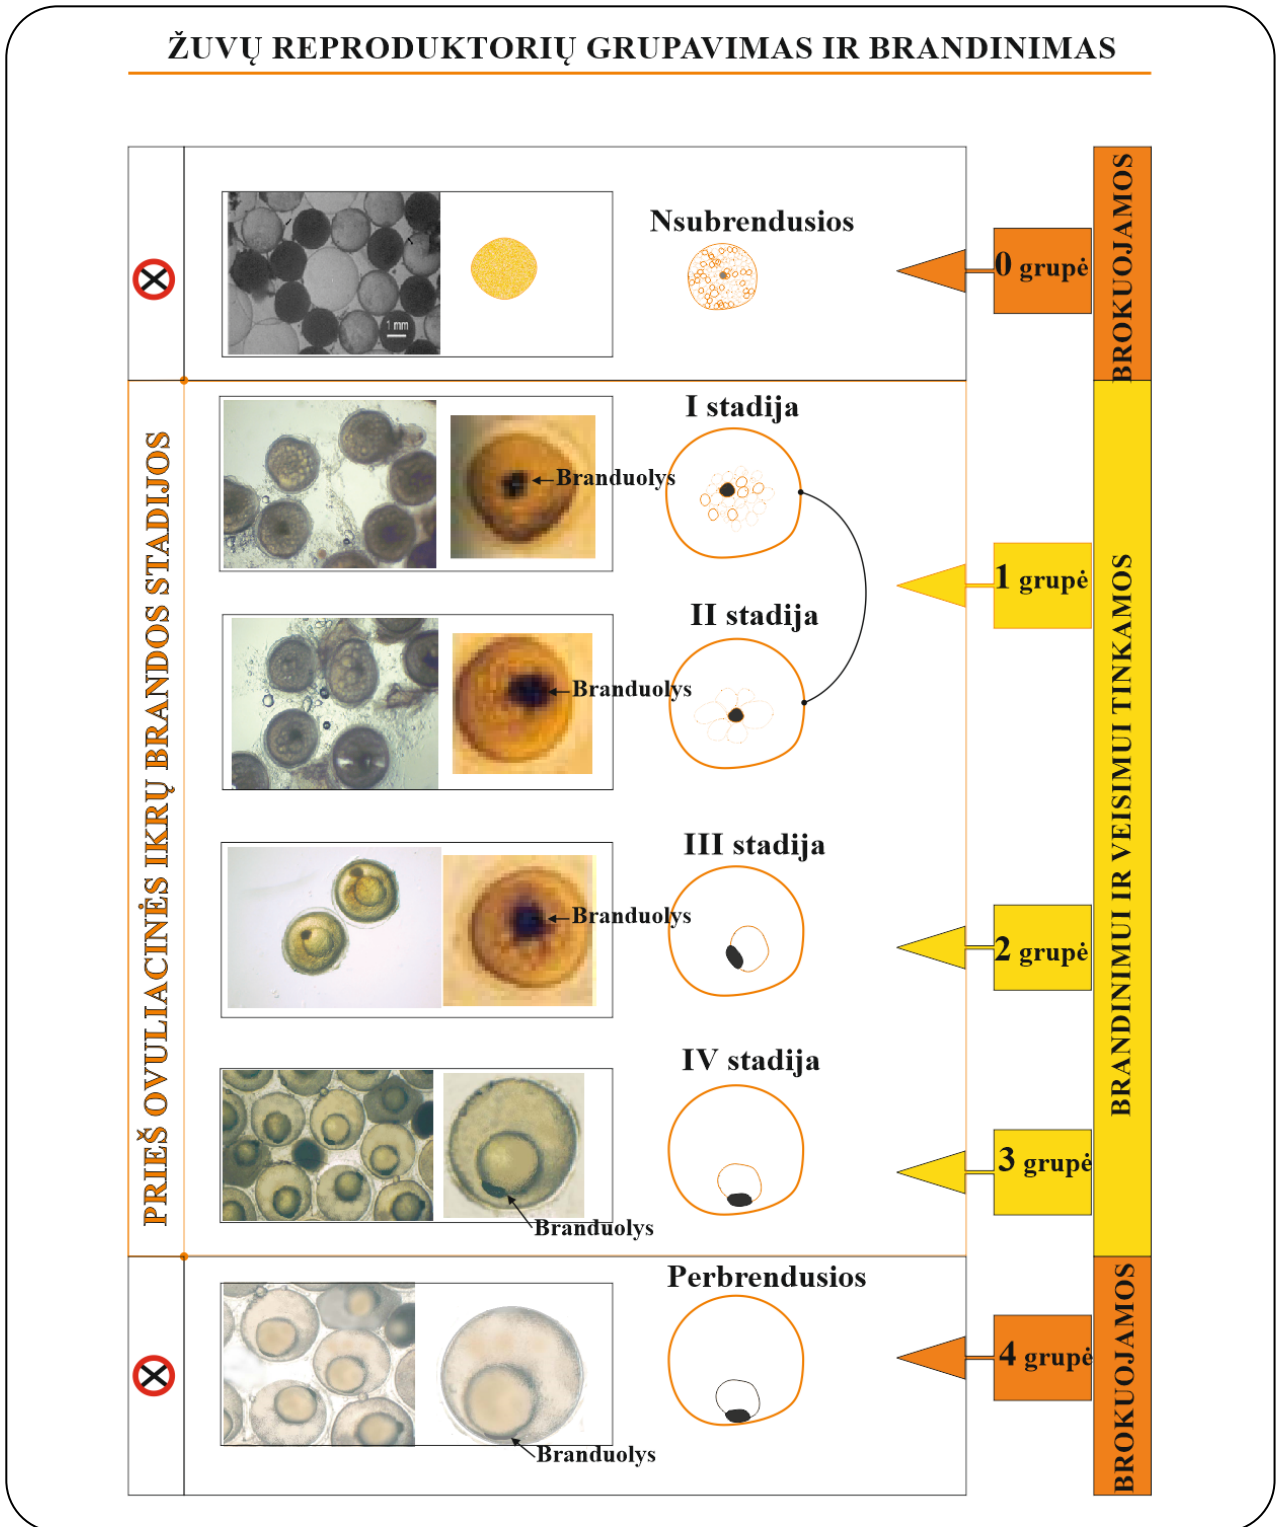 ŽUVŲ REPRODUKTORIŲ GRUPAVIMAS IR BRANDINIMAS
Nsubrendusios
1 mm
0 grupė
BROKUOJAMOS
PRIEŠ OVULIACINĖS IKRŲ BRANDOS STADIJOS
I stadija
Branduolys
1 grupė
II stadija
Branduolys
BRANDINIMUI IR VEISIMUI TINKAMOS
III stadija
Branduolys
2 grupė
IV stadija
3 grupė
Branduolys
Perbrendusios
4 grupė
BROKUOJAMOS
Branduolys